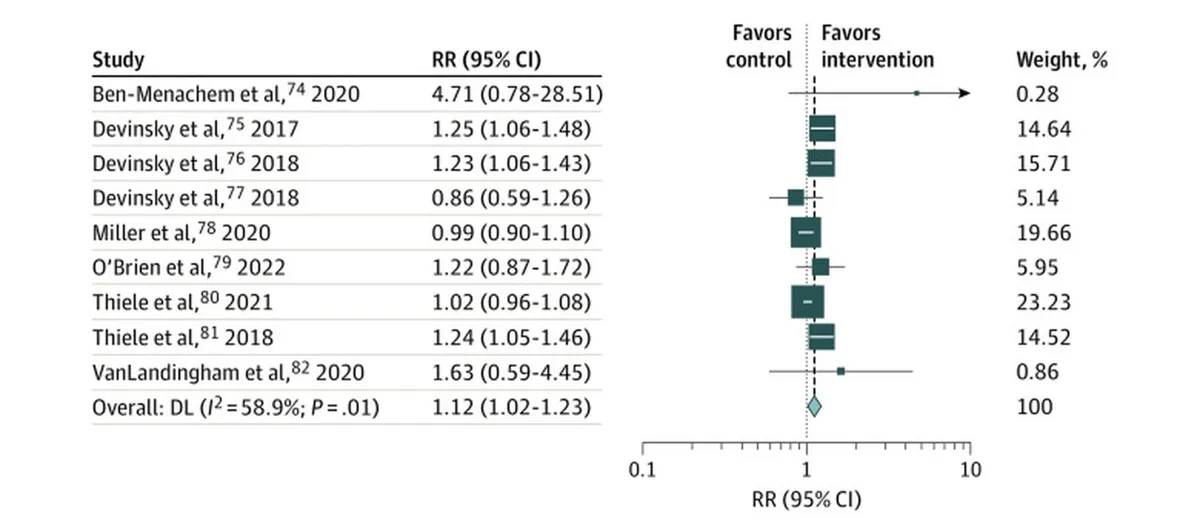 Favors control
Favors intervention
Study RR (95% CI) Weight, %
Ben-Menachem et al,74 2020 4.71 (0.78-28.51) 0.28
Devinsky et al,75 2017 1.25 (1.06-1.48) 14.64
Devinsky et al,76 2018 1.23 (1.06-1.43) 15.71
Devinsky et al,77 2018 0.86 (0.59-1.26) 5.14
Miller et al,78 2020 0.99 (0.90-1.10) 19.66
O’Brien et al,79 2022 1.22 (0.87-1.72) 5.95
Thiele et al,80 2021 1.02 (0.96-1.08) 23.23
Thiele et al,81 2018 1.24 (1.05-1.46) 14.52
VanLandingham et al,82 2020 1.63 (0.59-4.45) 0.86
Overall: DL (I2 = 58.9%; P = .01) 1.12 (1.02-1.23) 100
0.1 1 10
RR (95% CI)